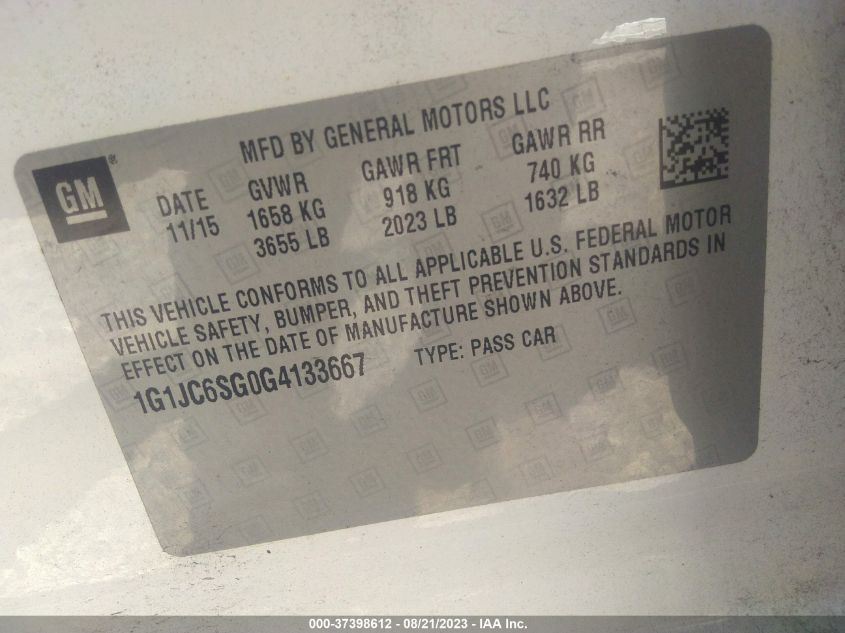 MFD BY GENERAL MOTORS LLC
GM®
DATE GVWR GAWR FRT GAWR RR
11/15 1658 KG 918 KG 740 KG
3655 LB 2023 LB 1632 LB
THIS VEHICLE CONFORMS TO ALL APPLICABLE U.S. FEDERAL MOTOR
VEHICLE SAFETY, BUMPER, AND THEFT PREVENTION STANDARDS IN
EFFECT ON THE DATE OF MANUFACTURE SHOWN ABOVE.
1G1JC6SG0G4133667 TYPE: PASS CAR
000-37398612 - 08/21/2023 - IAA Inc.